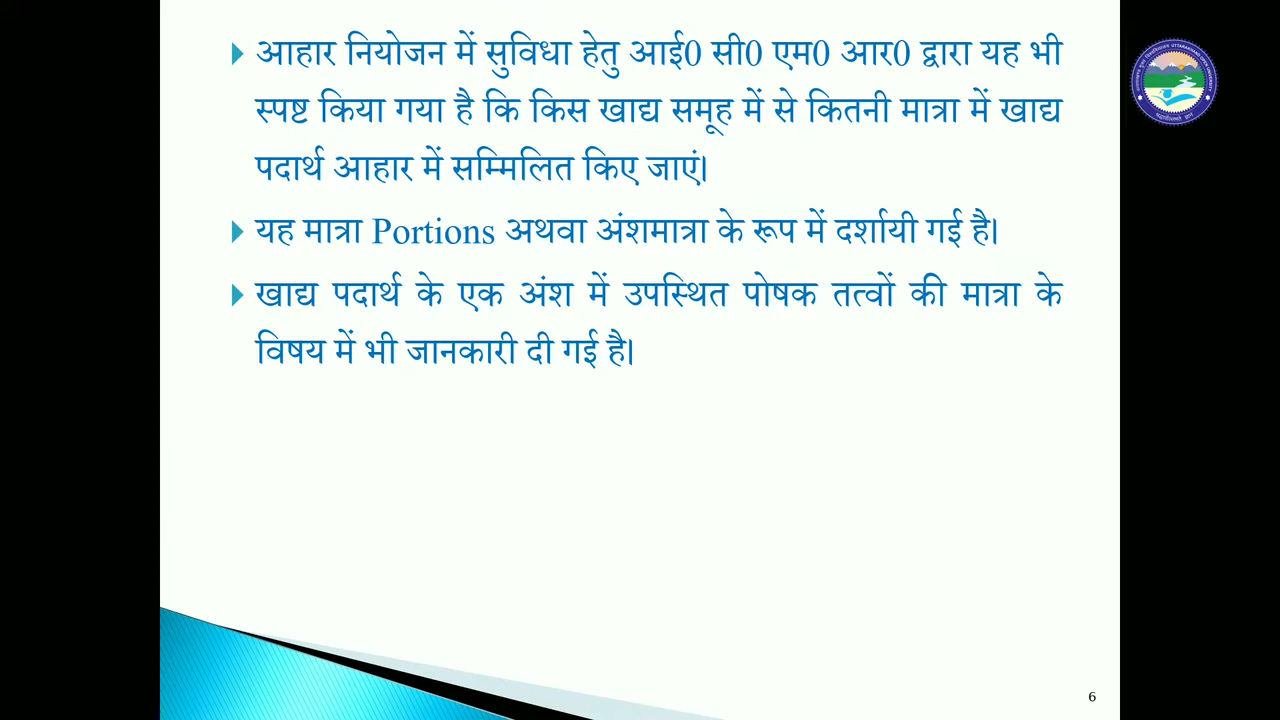 आहार नियोजन में सुविधा हेतु आई0 सी0 एम0 आर0 द्वारा यह भी
स्पष्ट किया गया है कि किस खाद्य समूह में से कितनी मात्रा में खाद्य
पदार्थ आहार में सम्मिलित किए जाएं।
यह मात्रा Portions अथवा अंशमात्रा के रूप में दर्शायी गई है।
खाद्य पदार्थ के एक अंश में उपस्थित पोषक तत्वों की मात्रा के
विषय में भी जानकारी दी गई है।
6